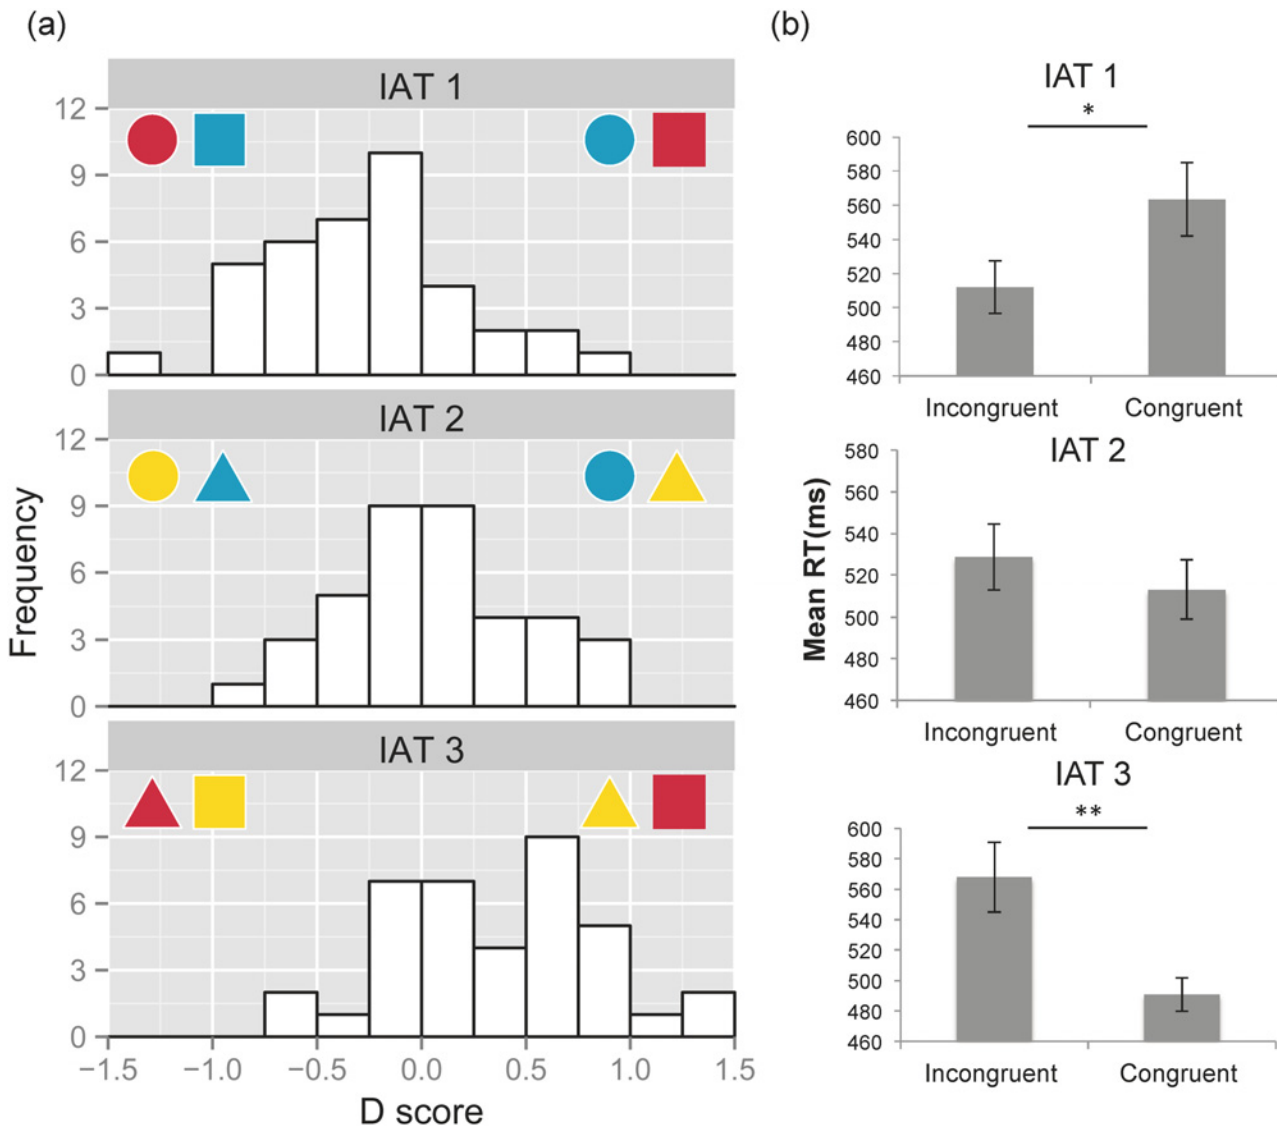 (a)
IAT 1
12
9
6
3
0
IAT 2
12
9
6
3
0
IAT 3
12
9
6
3
0
−1.5 −1.0 −0.5 0.0 0.5 1.0 1.5
Frequency
D score
(b)
IAT 1
*
600
580
560
540
520
500
480
460
Incongruent Congruent
IAT 2
580
560
540
520
500
480
460
Incongruent Congruent
Mean RT(ms)
IAT 3
**
600
580
560
540
520
500
480
460
Incongruent Congruent